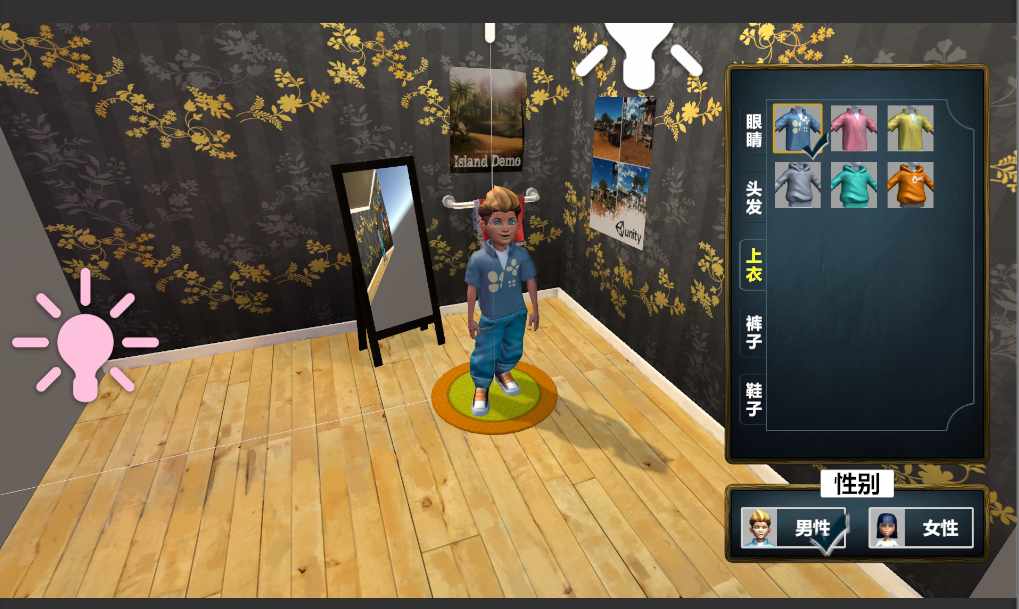 Island Demo
unity
眼睛
头发
上衣
裤子
鞋子
性别
男性
女性